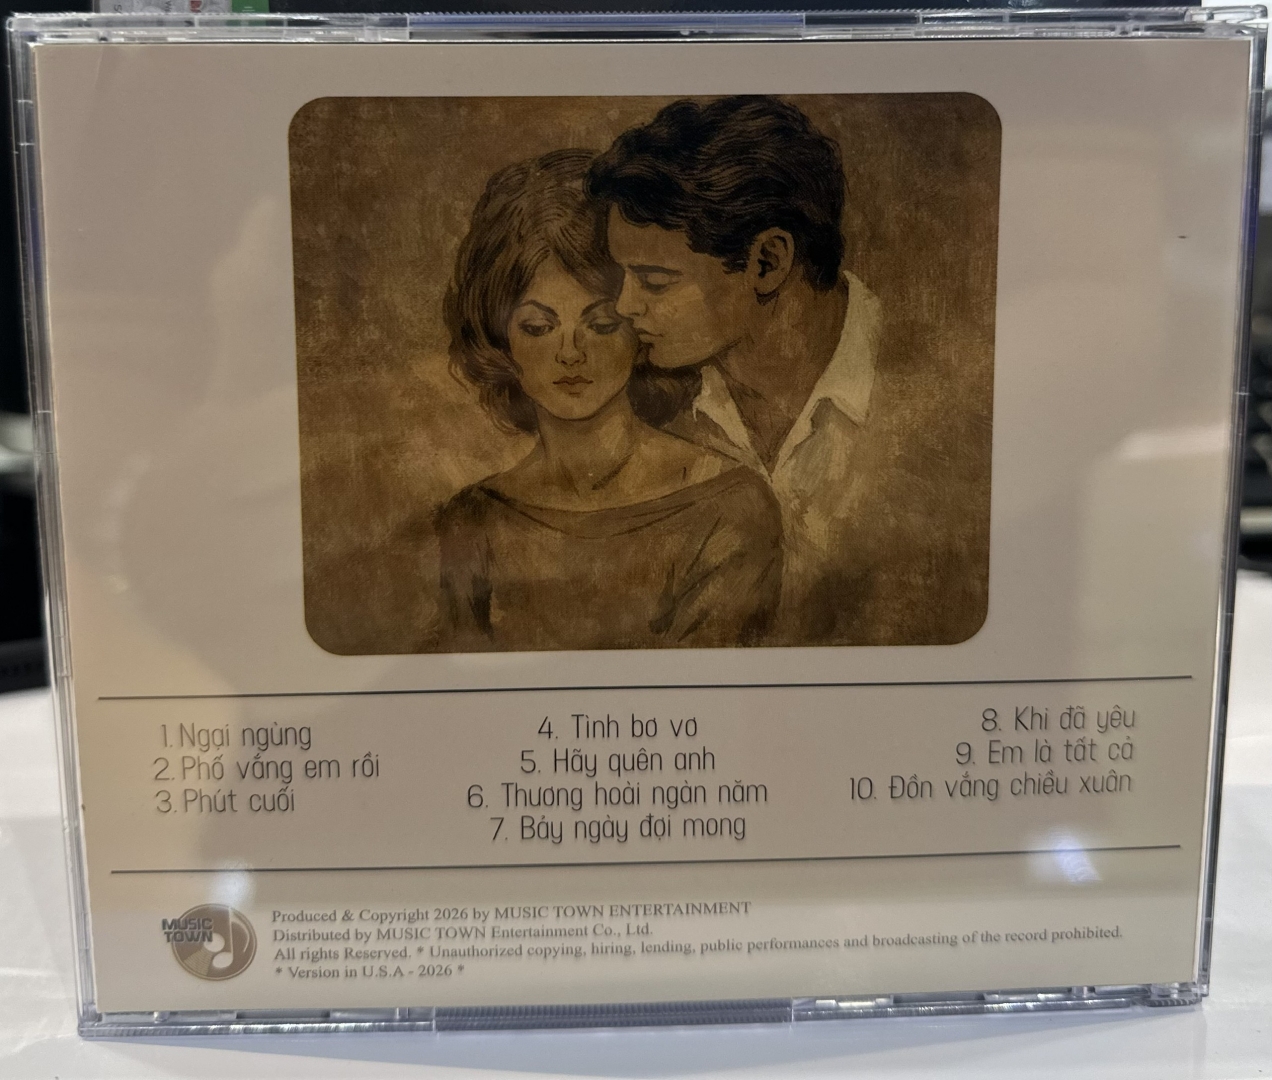 1. Ngại ngùng
2. Phố vắng em rồi
3. Phút cuối
4. Tình bơ vơ
5. Hãy quên anh
6. Thương hoài ngàn năm
7. Bảy ngày đợi mong
8. Khi đã yêu
9. Em là tất cả
10. Đồn vắng chiều xuân
MUSIC
TOWN
Produced & Copyright 2026 by MUSIC TOWN ENTERTAINMENT
Distributed by MUSIC TOWN Entertainment Co., Ltd.
All rights Reserved. * Unauthorized copying, hiring, lending, public performances and broadcasting of the record prohibited.
* Version in U.S.A - 2026 *